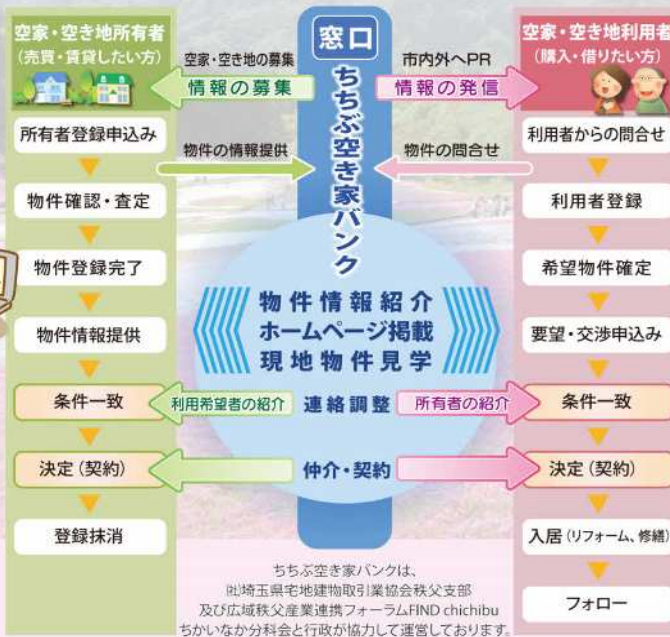 空家・空き地所有者
(売買・賃貸したい方)
所有者登録申込み
物件確認・査定
物件登録完了
物件情報提供
条件一致
決定(契約)
登録抹消
空家・空き地の募集
情報の募集
物件の情報提供
利用希望者の紹介
窓口
ちちぶ空き家バンク
物件情報紹介
ホームページ掲載
現地物件見学
連絡調整
仲介・契約
市内外へPR
情報の発信
物件の問合せ
所有者の紹介
空家・空き地利用者
(購入・借りたい方)
利用者からの問合せ
利用者登録
希望物件確定
要望・交渉申込み
条件一致
決定(契約)
入居(リフォーム、修繕)
フォロー
ちちぶ空き家バンクは、
㈳埼玉県宅地建物取引業協会秩父支部
及び広域秩父産業連携フォーラムFIND chichibu
ちかいなか分科会と行政が協力して運営しております。